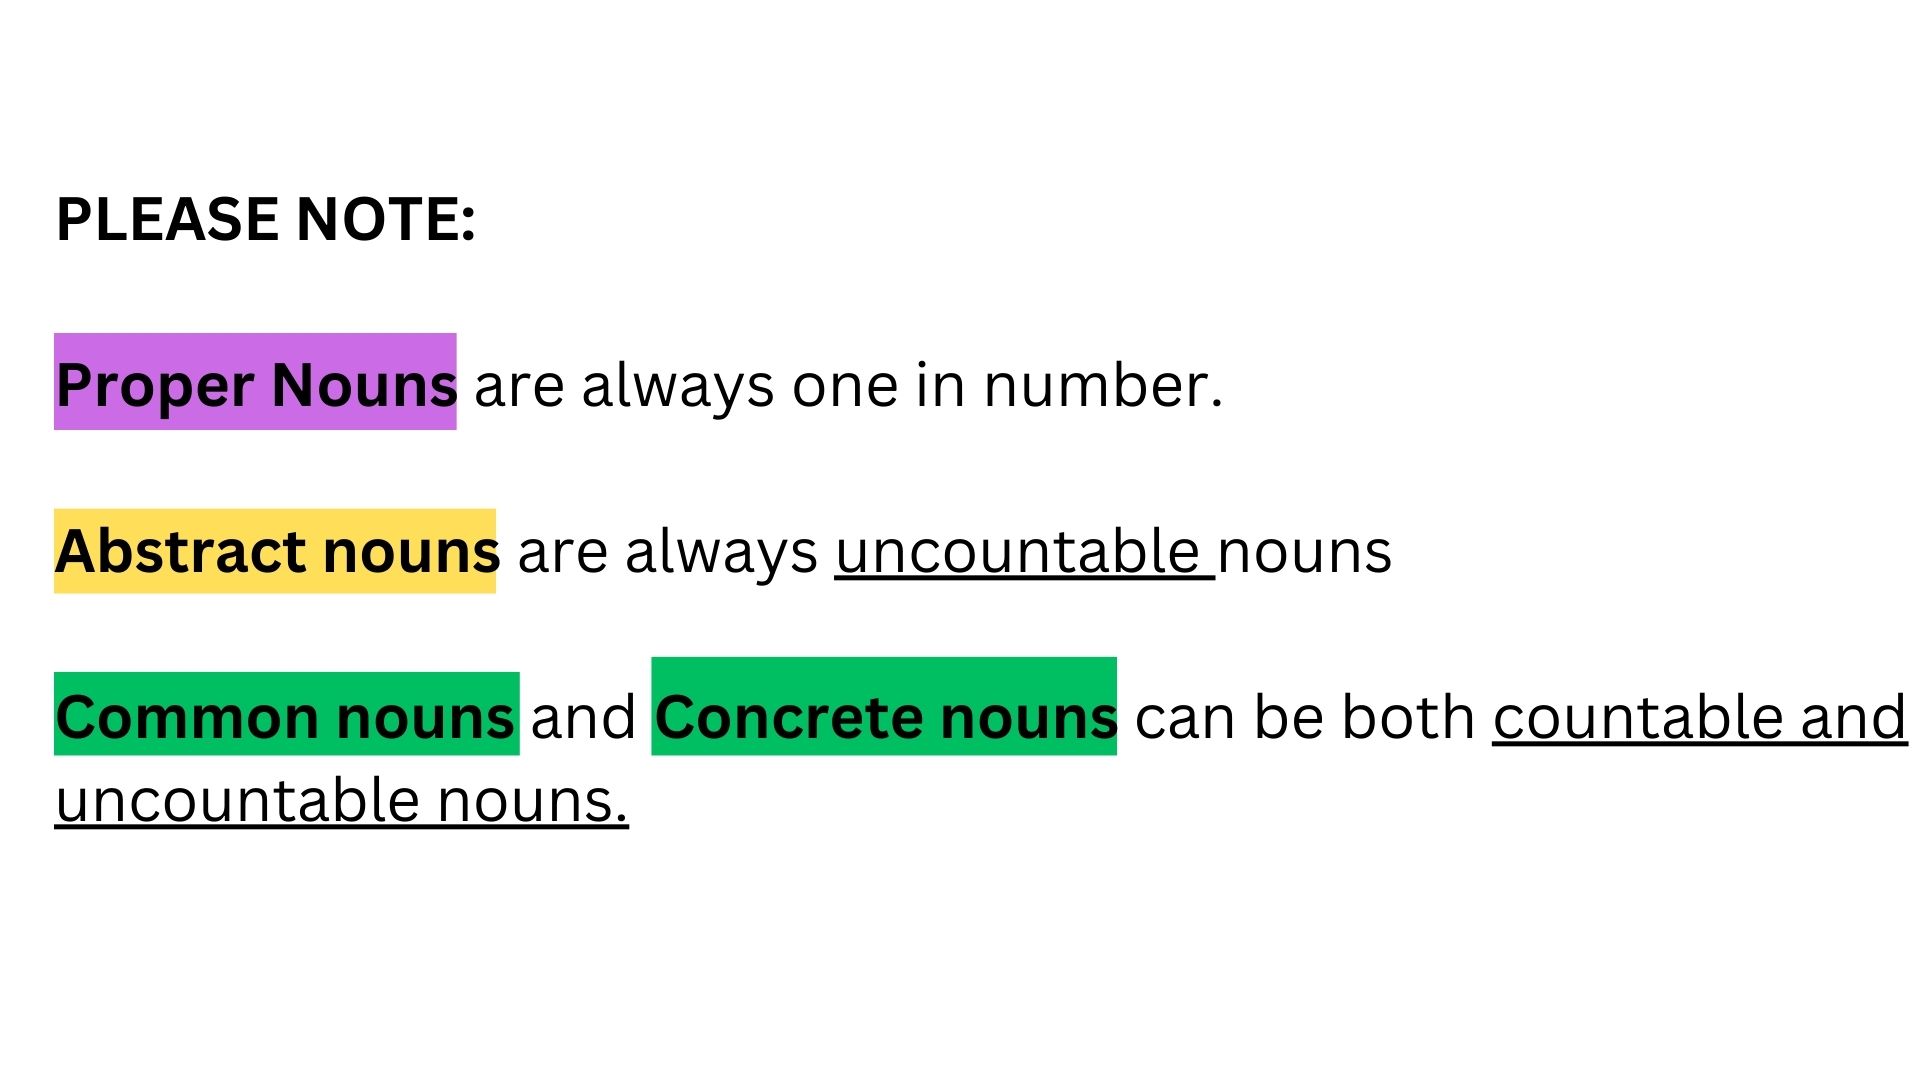 PLEASE NOTE:
Proper Nouns are always one in number.
Abstract nouns are always uncountable nouns
Common nouns and Concrete nouns can be both countable and
uncountable nouns.